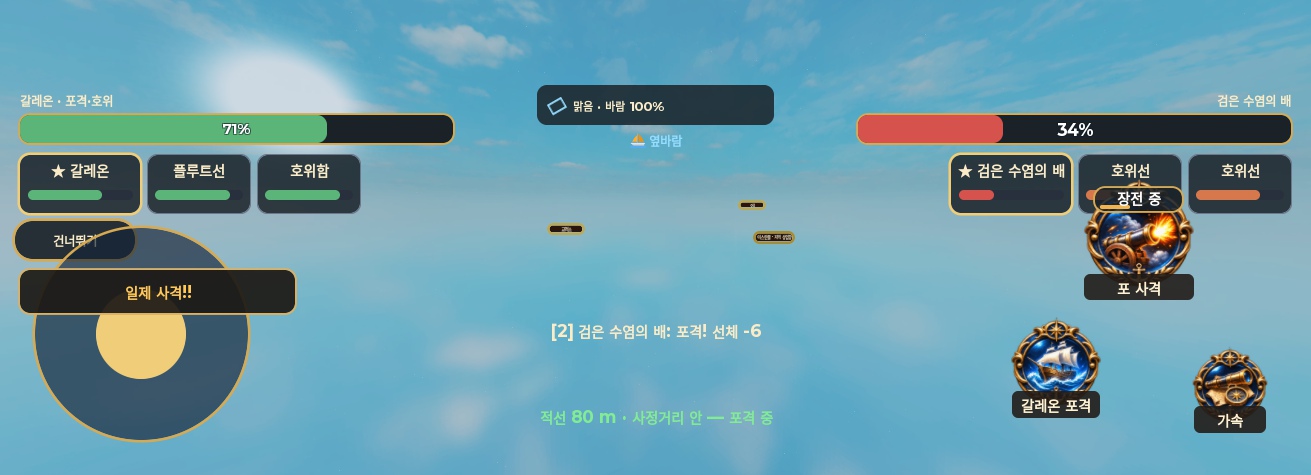 갈레온 · 포격·호위
71%
★ 갈레온
플루트선
호위함
건너뛰기
일제 사격!!
맑음 · 바람 100%
옆바람
[2] 검은 수염의 배: 포격! 선체 -6
적선 80 m · 사정거리 안 — 포격 중
검은 수염의 배
34%
★ 검은 수염의 배
호위선
호위선
장전 중
포 사격
갈레온 포격
가속